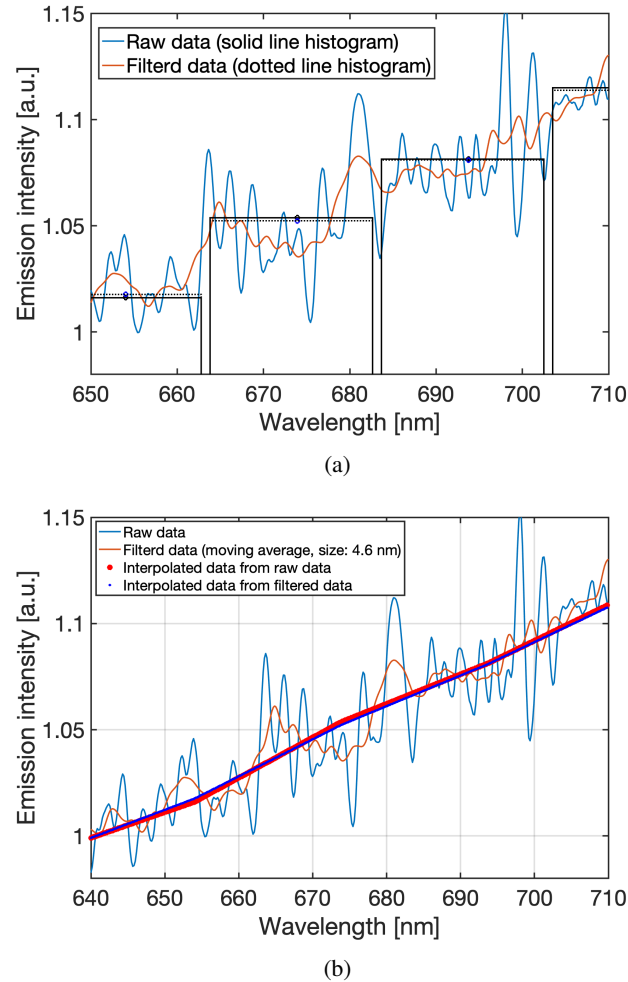 1.15
Raw data (solid line histogram)
Filterd data (dotted line histogram)
1.1
1.05
1
Emission intensity [a.u.]
650 660 670 680 690 700 710
Wavelength [nm]
(a)
1.15
Raw data
Filterd data (moving average, size: 4.6 nm)
Interpolated data from raw data
Interpolated data from filtered data
1.1
1.05
1
Emission intensity [a.u.]
640 650 660 670 680 690 700 710
Wavelength [nm]
(b)